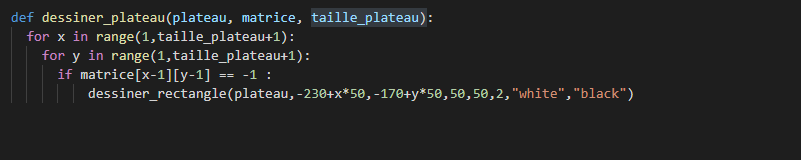 def dessiner_plateau(plateau, matrice, taille_plateau):
for x in range(1,taille_plateau+1):
for y in range(1,taille_plateau+1):
if matrice[x-1][y-1] == -1 :
dessiner_rectangle(plateau,-230+x*50,-170+y*50,50,50,2,"white","black")